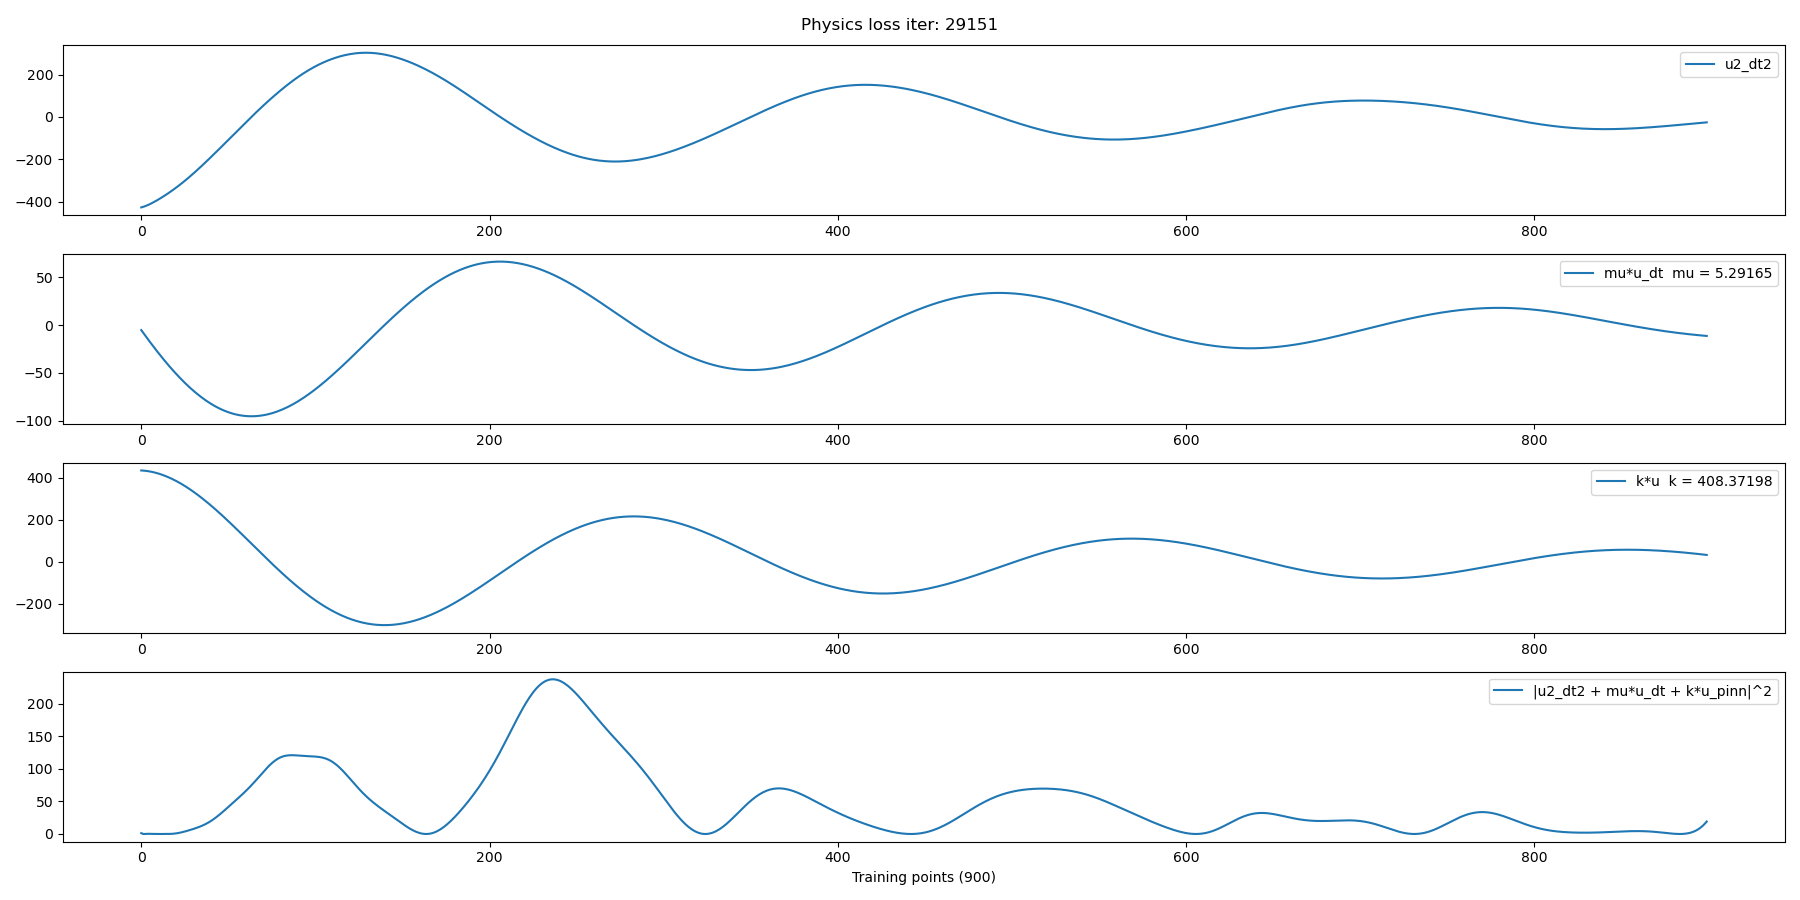 Physics loss iter: 29151
200
0
−200
−400
u2_dt2
0 200 400 600 800
50
0
−50
−100
mu*u_dt  mu = 5.29165
0 200 400 600 800
400
200
0
−200
k*u  k = 408.37198
0 200 400 600 800
200
150
100
50
0
|u2_dt2 + mu*u_dt + k*u_pinn|^2
0 200 400 600 800
Training points (900)